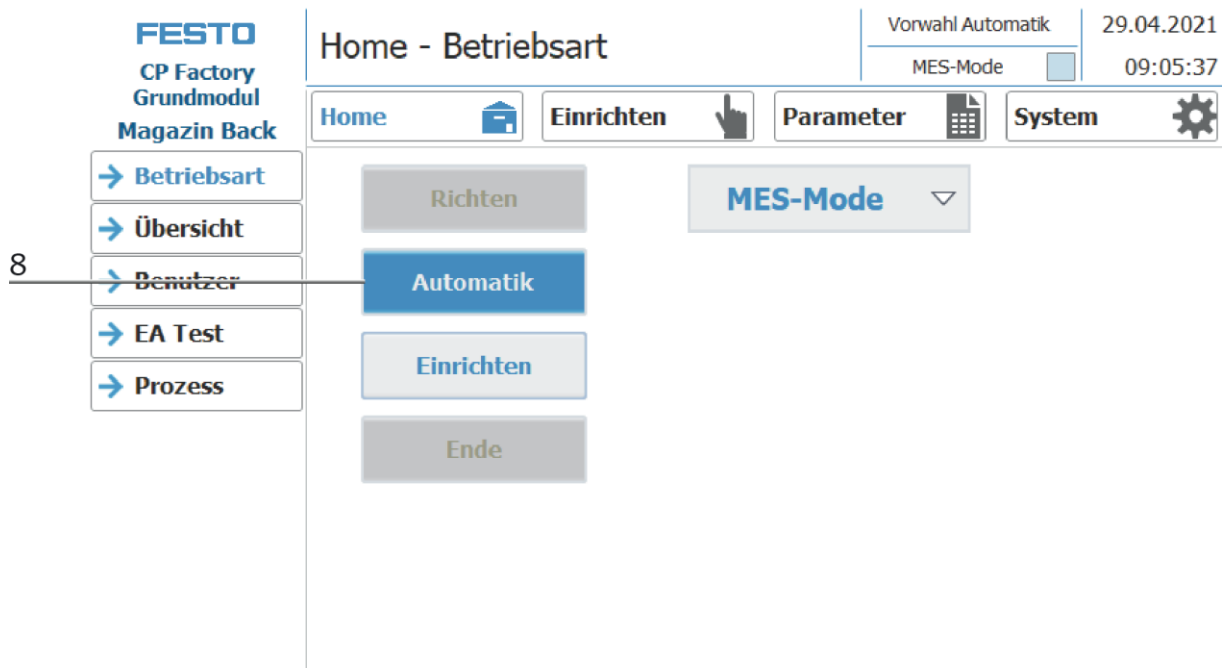 FESTO
CP Factory
Grundmodul
Magazin Back
Home - Betriebsart
Vorwahl Automatik
MES-Mode
29.04.2021
09:05:37
Home
Einrichten
Parameter
System
Betriebsart
Übersicht
Benutzer
EA Test
Prozess
8
Richten
MES-Mode
Automatik
Einrichten
Ende